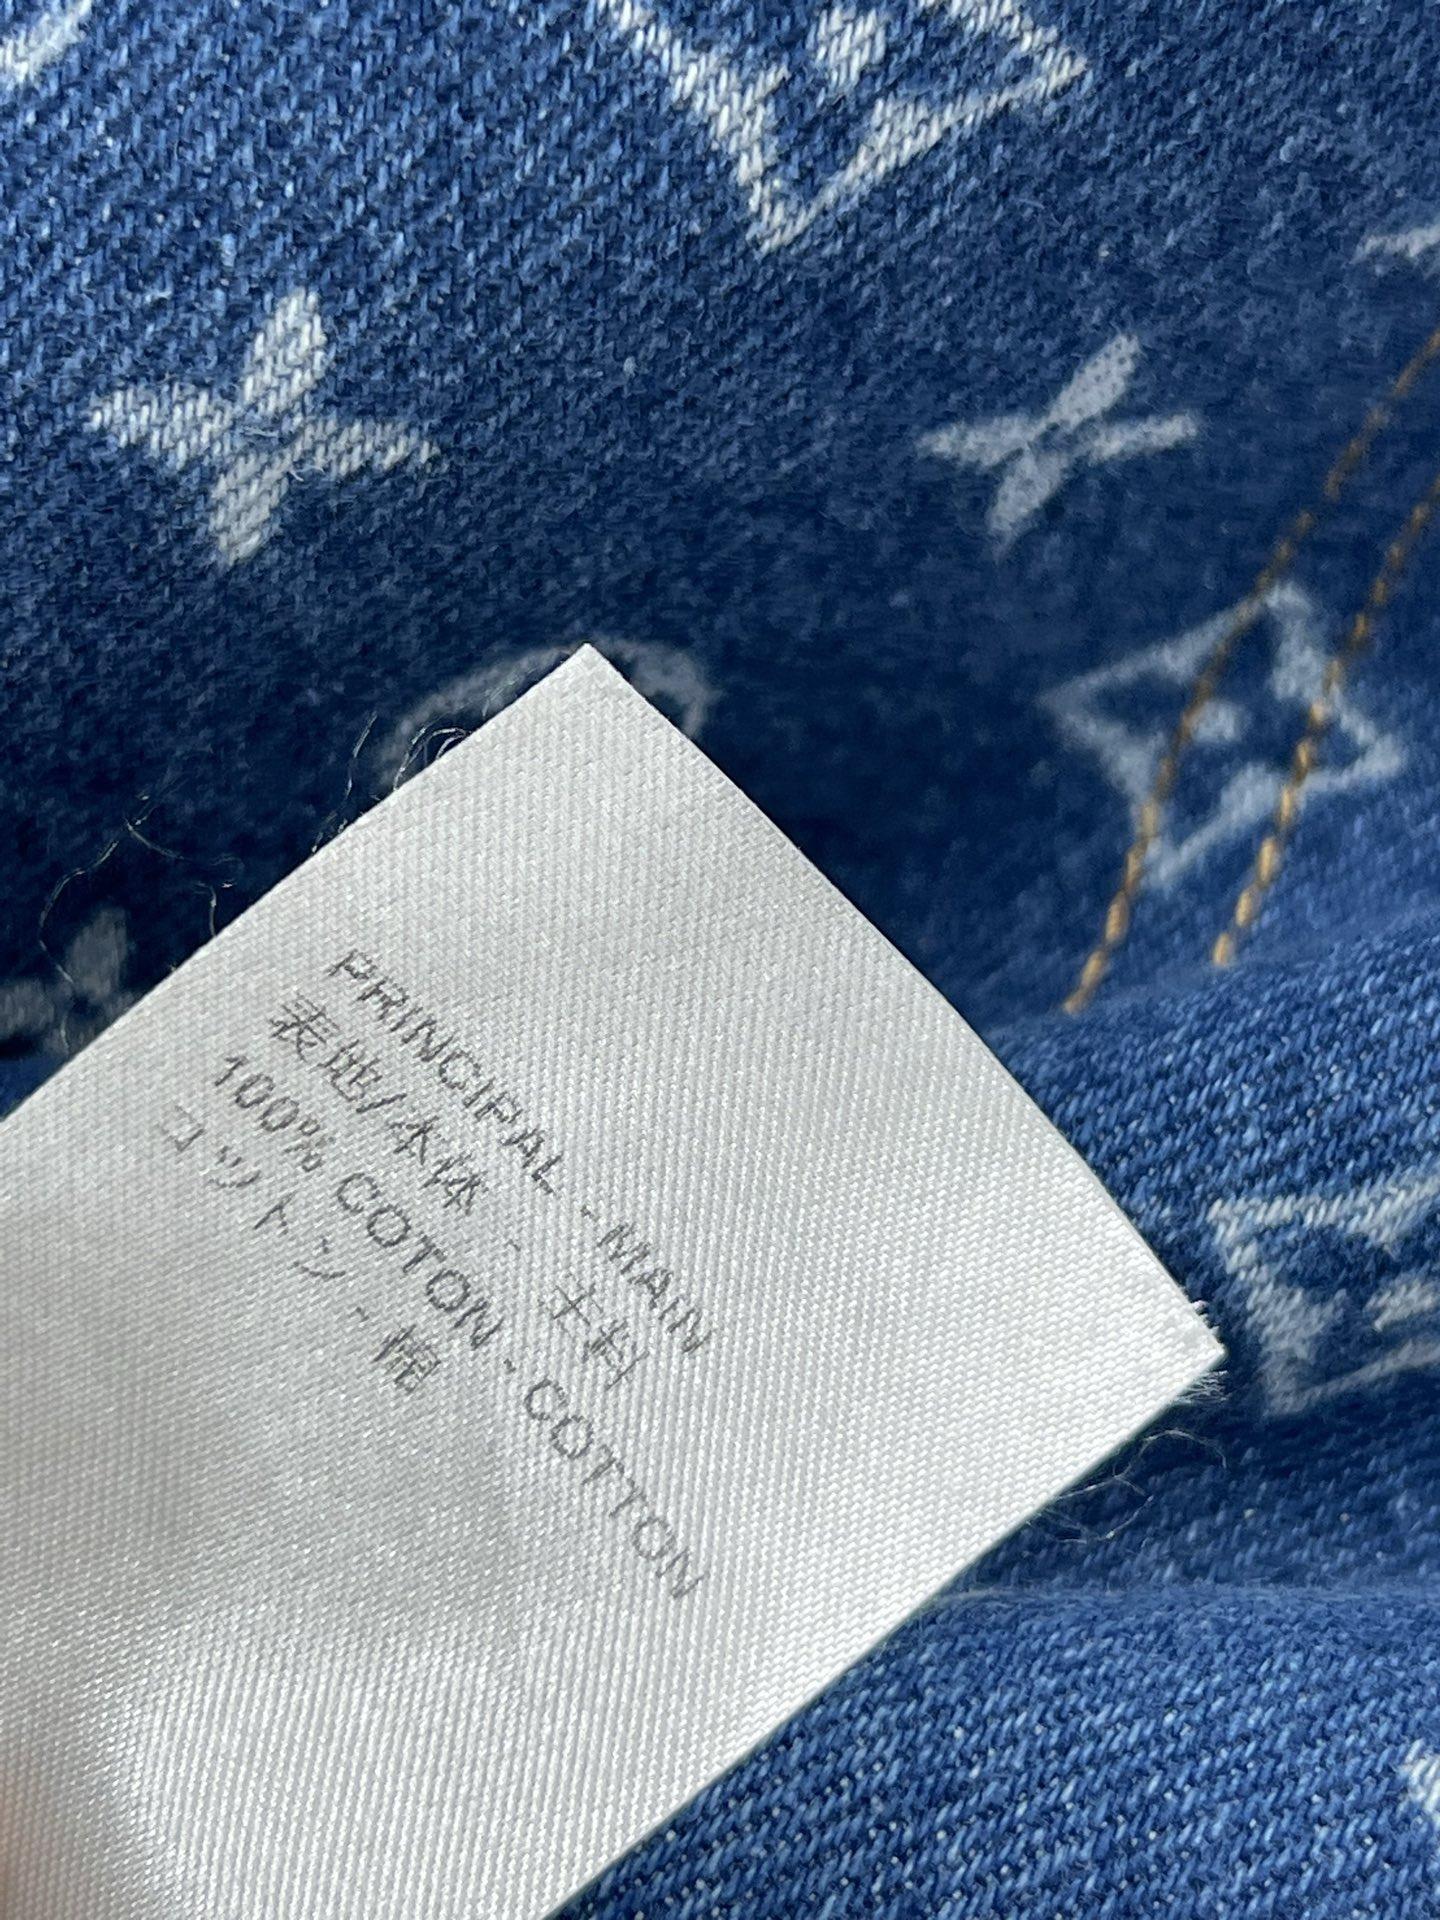 PRINCIPAL - MAIN
表地/本体 - 主料
100% COTON - COTTON
コットン - 棉